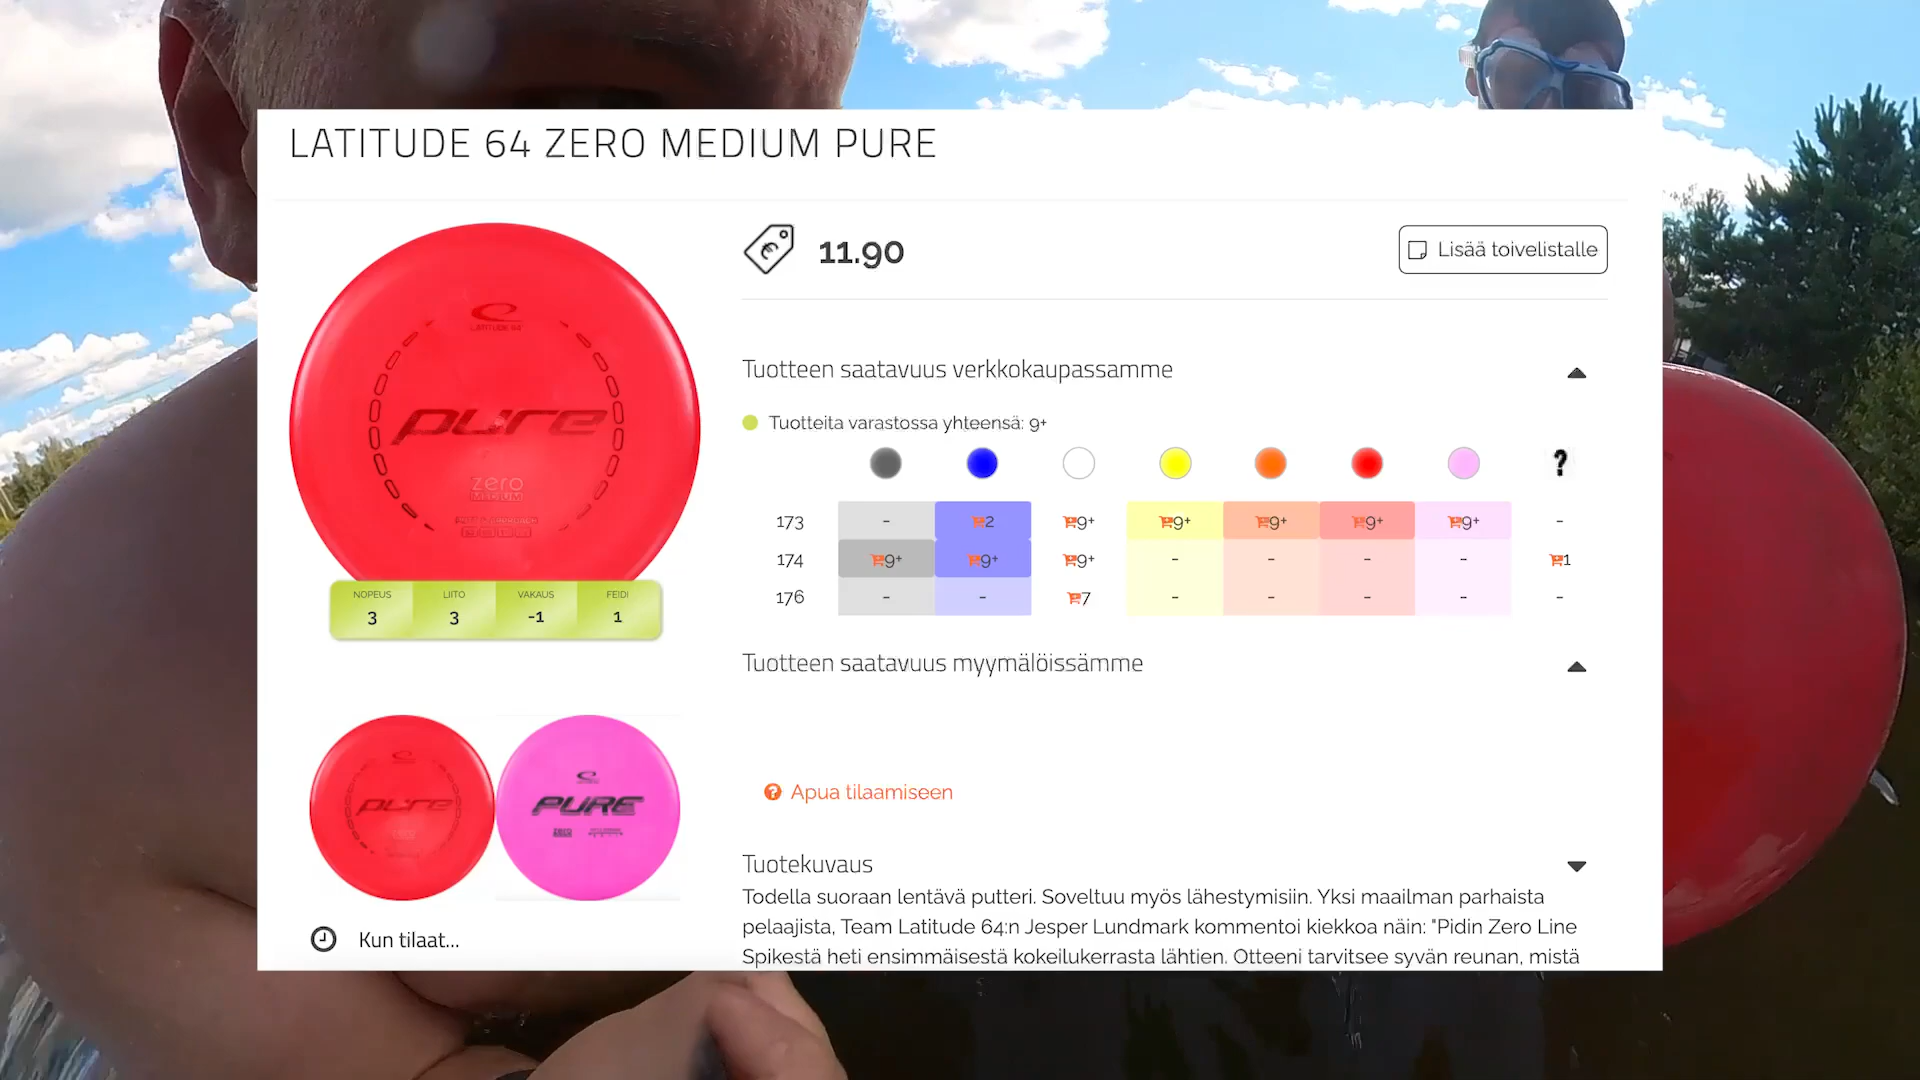 LATITUDE 64 ZERO MEDIUM PURE
11.90
Lisää toivelistalle
LATITUDE 64°
pure
zero
MEDIUM
NOPEUS LIITO VAKAUS FEIDI
3 3 -1 1
Tuotteen saatavuus verkkokaupassamme
Tuotteita varastossa yhteensä: 9+
?
173 - 2 9+ 9+ 9+ 9+ 9+ -
174 9+ 9+ 9+ - - - - 1
176 - - 7 - - - - -
Tuotteen saatavuus myymälöissämme
pure
PURE
zero
Apua tilaamiseen
Kun tilaat...
Tuotekuvaus
Todella suoraan lentävä putteri. Soveltuu myös lähestymisiin. Yksi maailman parhaista
pelaajista, Team Latitude 64:n Jesper Lundmark kommentoi kiekkoa näin: "Pidin Zero Line
Spikestä heti ensimmäisestä kokeilukerrasta lähtien. Otteeni tarvitsee syvän reunan, mistä